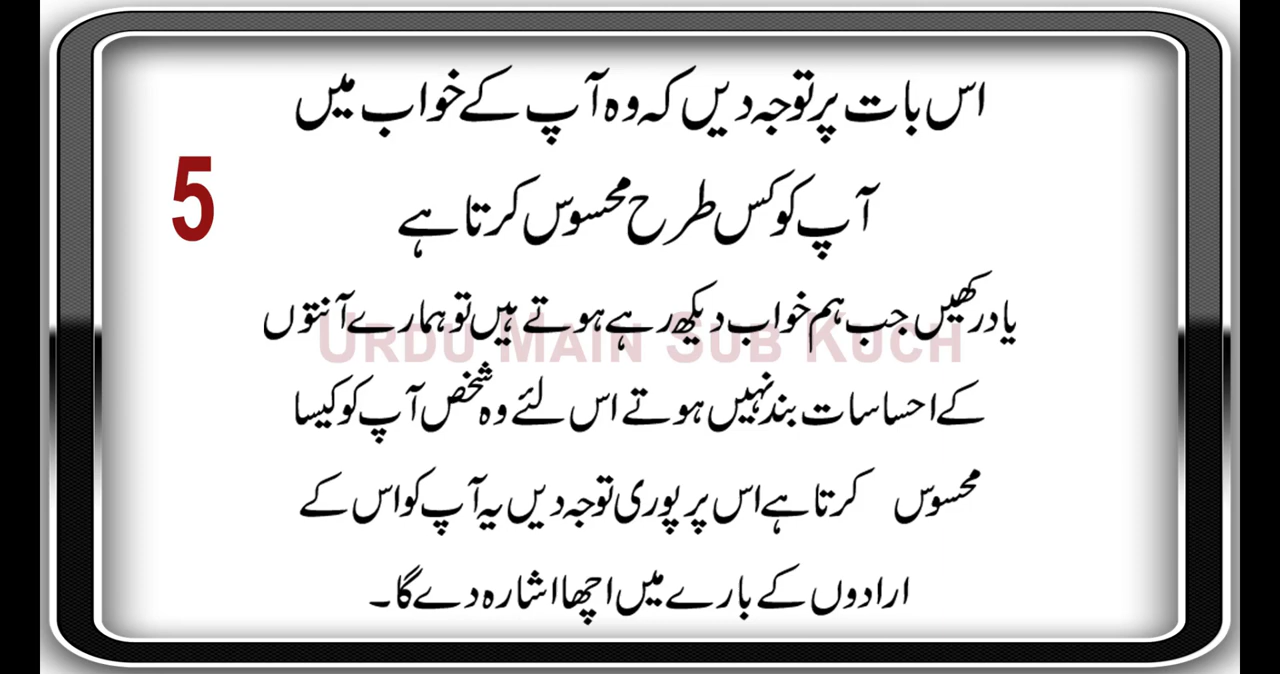 اس بات پر توجہ دیں کہ وہ آپ کے خواب میں
5
آپ کو کس طرح محسوس کرتا ہے
یاد رکھیں جب ہم خواب دیکھ رہے ہوتے ہیں تو ہمارے آنتوں
URDU MAIN SUB KUCH
کے احساسات بند نہیں ہوتے اس لئے وہ شخص آپ کو کیسا
محسوس کرتا ہے اس پر پوری توجہ دیں یہ آپ کو اس کے
ارادوں کے بارے میں اچھا اشارہ دے گا۔